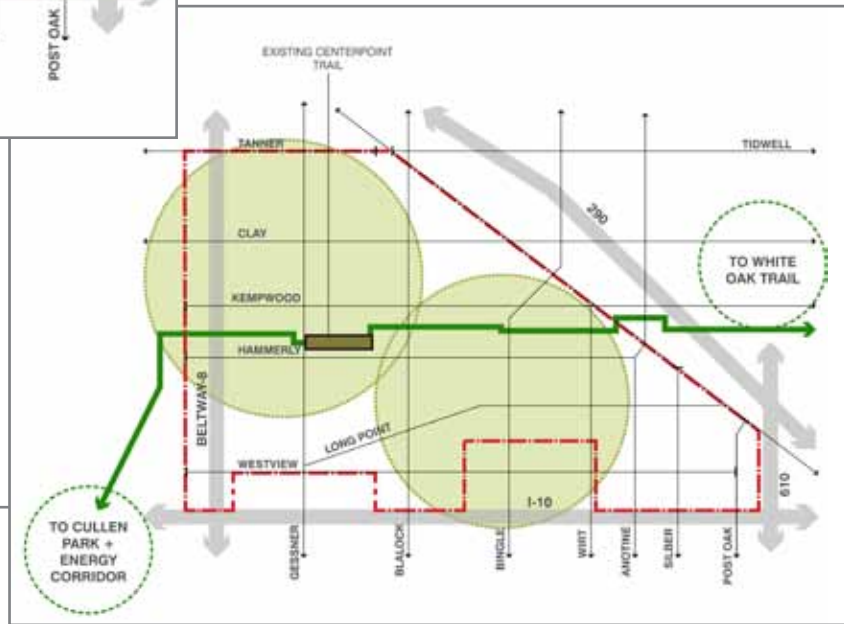 POST OAK
EXISTING CENTERPOINT
TRAIL
TANNER
TIDWELL
290
CLAY
TO WHITE
OAK TRAIL
KEMPWOOD
HAMMERLY
BELTWAY-8
LONG POINT
WESTVIEW
I-10
610
TO CULLEN
PARK +
ENERGY
CORRIDOR
GESSNER
BLALOCK
BINGLE
WIRT
ANOTINE
SILBER
POST OAK